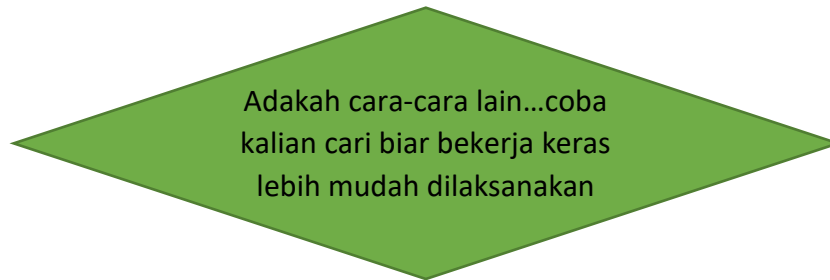 Adakah cara-cara lain...coba
kalian cari biar bekerja keras
lebih mudah dilaksanakan